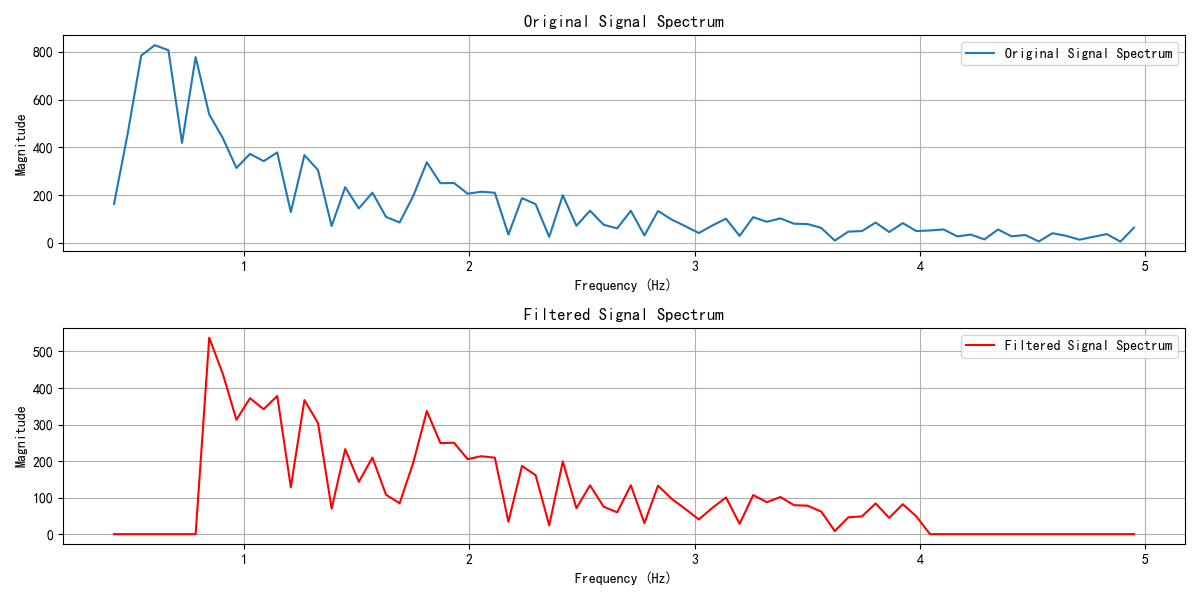 Original Signal Spectrum
Original Signal Spectrum
Magnitude
800
600
400
200
0
1
2
3
4
5
Frequency (Hz)
Filtered Signal Spectrum
Filtered Signal Spectrum
Magnitude
500
400
300
200
100
0
1
2
3
4
5
Frequency (Hz)